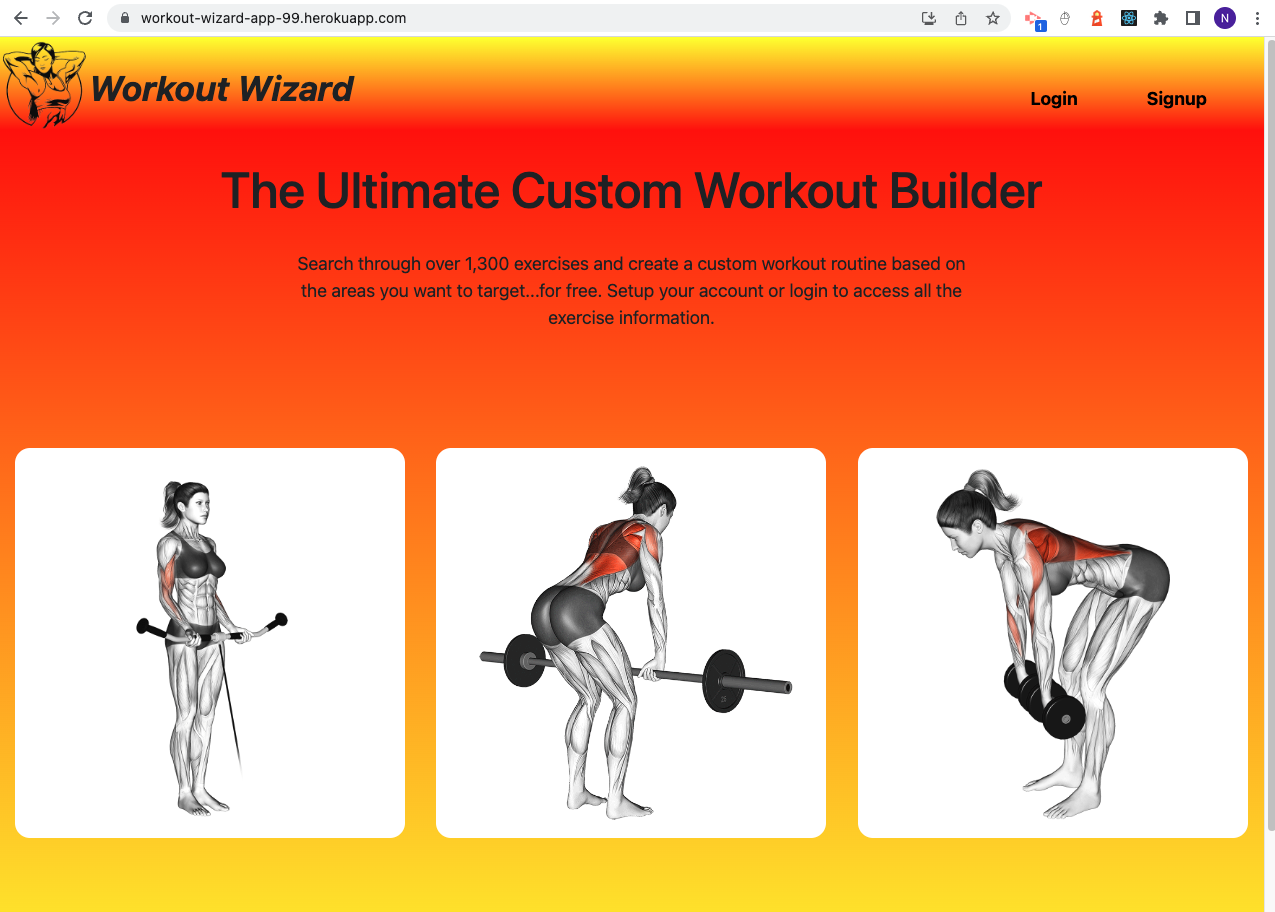 workout-wizard-app-99.herokuapp.com
1
N
Workout Wizard
Login
Signup
The Ultimate Custom Workout Builder
Search through over 1,300 exercises and create a custom workout routine based on
the areas you want to target...for free. Setup your account or login to access all the
exercise information.